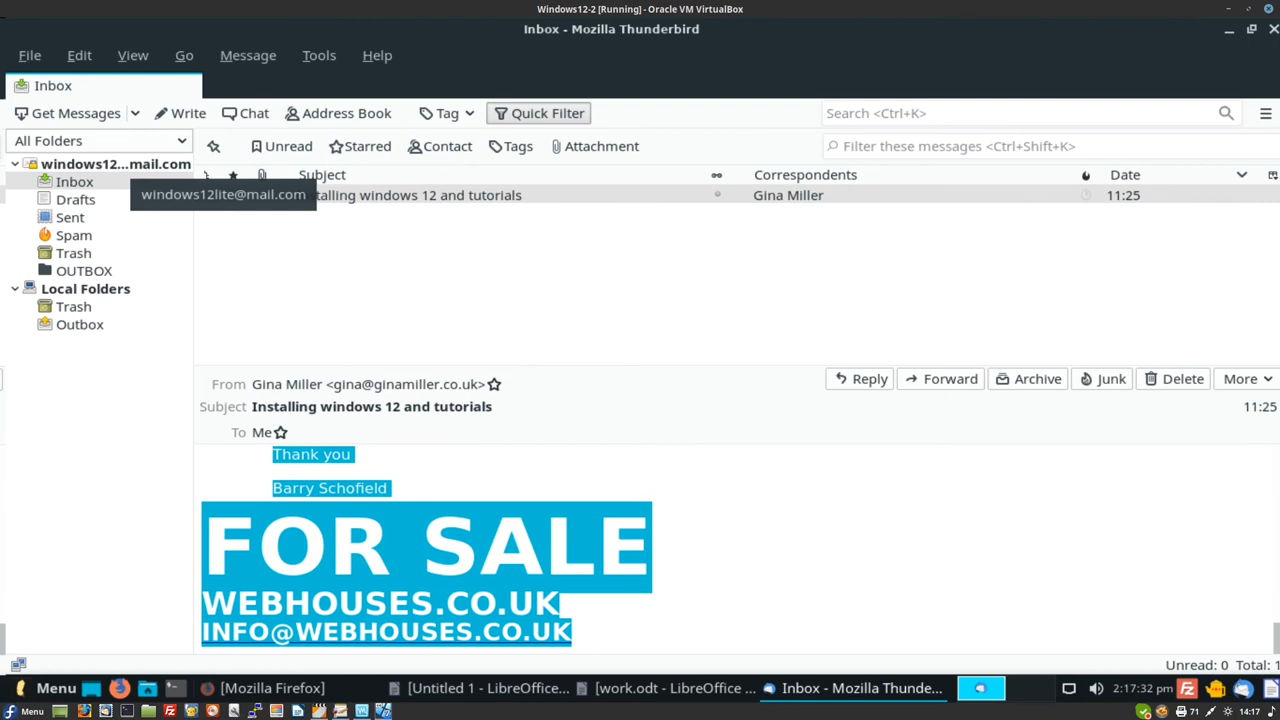 Windows12-2 [Running] - Oracle VM VirtualBox
Inbox - Mozilla Thunderbird
File Edit View Go Message Tools Help
Inbox
Get Messages Write Chat Address Book Tag Quick Filter Search <Ctrl+K>
All Folders Unread Starred Contact Tags Attachment Filter these messages <Ctrl+Shift+K>
windows12...mail.com
Subject Correspondents Date
Inbox
windows12lite@mail.com
talling windows 12 and tutorials Gina Miller 11:25
Drafts
Sent
Spam
Trash
OUTBOX
Local Folders
Trash
Outbox
From Gina Miller <gina@ginamiller.co.uk> Reply Forward Archive Junk Delete More
Subject Installing windows 12 and tutorials 11:25
To Me
Thank you
Barry Schofield
FOR SALE
WEBHOUSES.CO.UK
INFO@WEBHOUSES.CO.UK
Unread: 0 Total: 1
Menu [Mozilla Firefox] [Untitled 1 - LibreOffice... [work.odt - LibreOffice ... Inbox - Mozilla Thunde... 2:17:32 pm
Menu 71 14:17